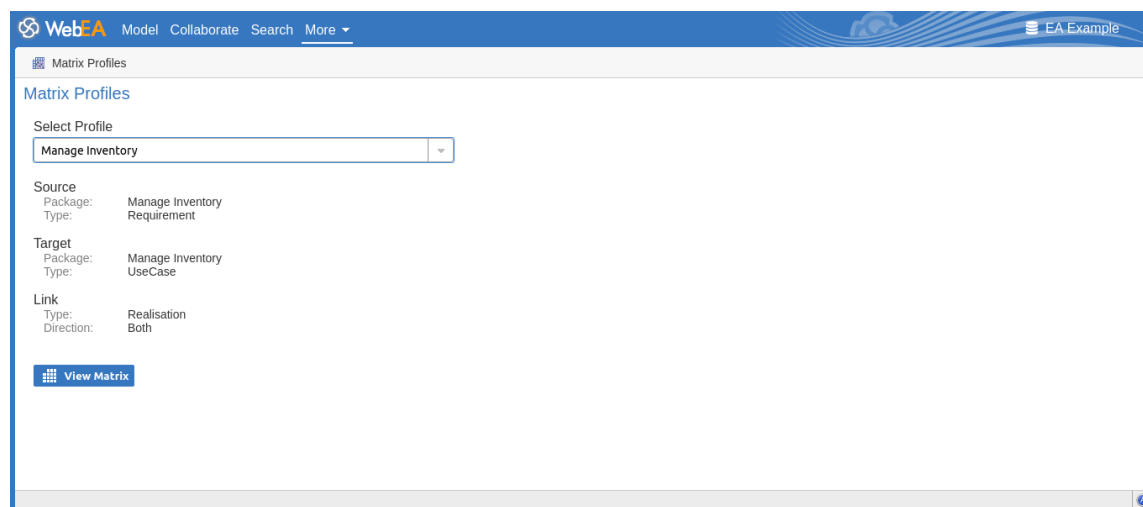 WebEA Model Collaborate Search More EA Example
Matrix Profiles
Matrix Profiles
Select Profile
Manage Inventory
Source
Package: Manage Inventory
Type: Requirement
Target
Package: Manage Inventory
Type: UseCase
Link
Type: Realisation
Direction: Both
View Matrix